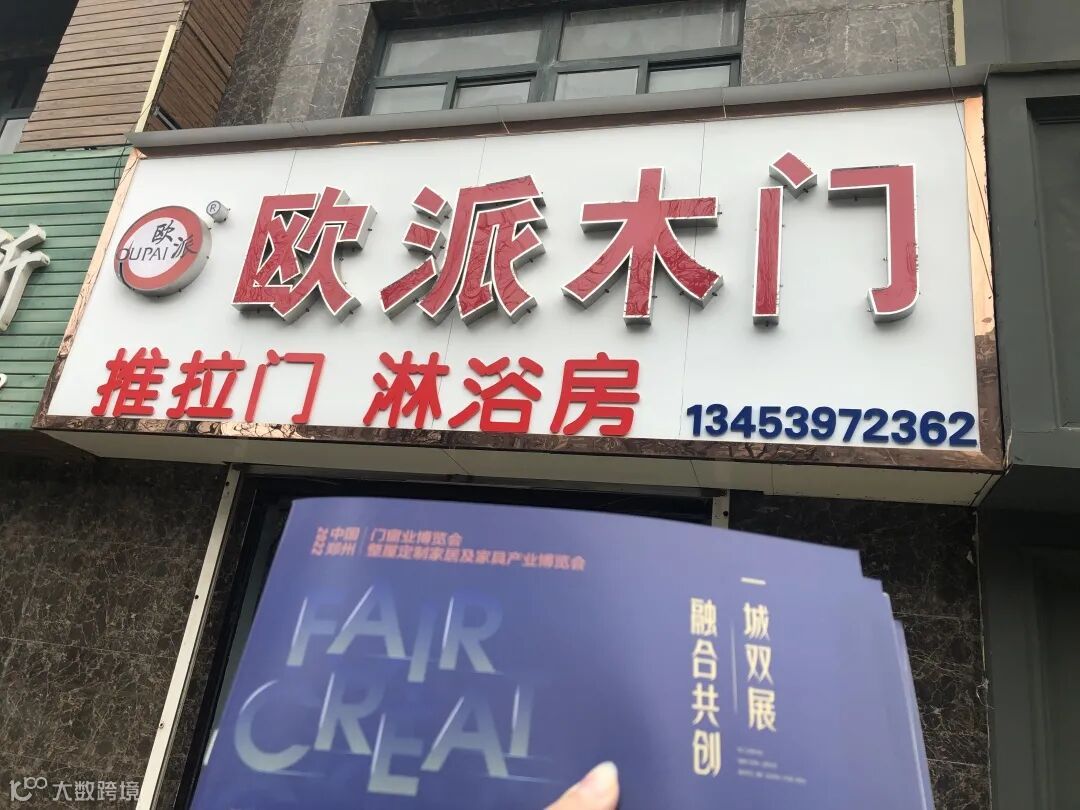 欧派木门
欧派
OUPAI
®
推拉门 淋浴房
13453972362
所
2022
中国 门窗业博览会
郑州 整屋定制家居及家具产业博览会
FAIR
CREAT
一城双展
融合共创
大数跨境